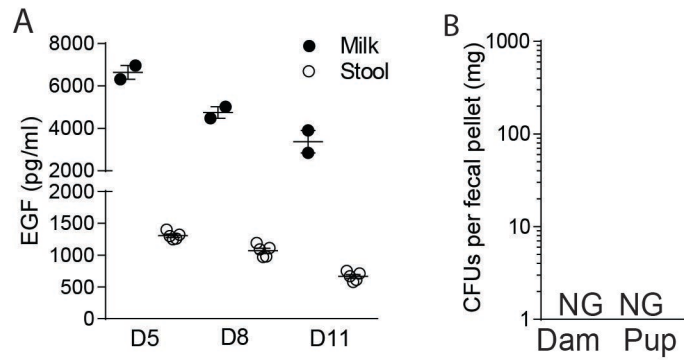 A
EGF (pg/ml)
8000
6000
4000
2000
2000
1500
1000
500
0
Milk
Stool
D5 D8 D11
B
CFUs per fecal pellet (mg)
1000
100
10
1
NG NG
Dam Pup